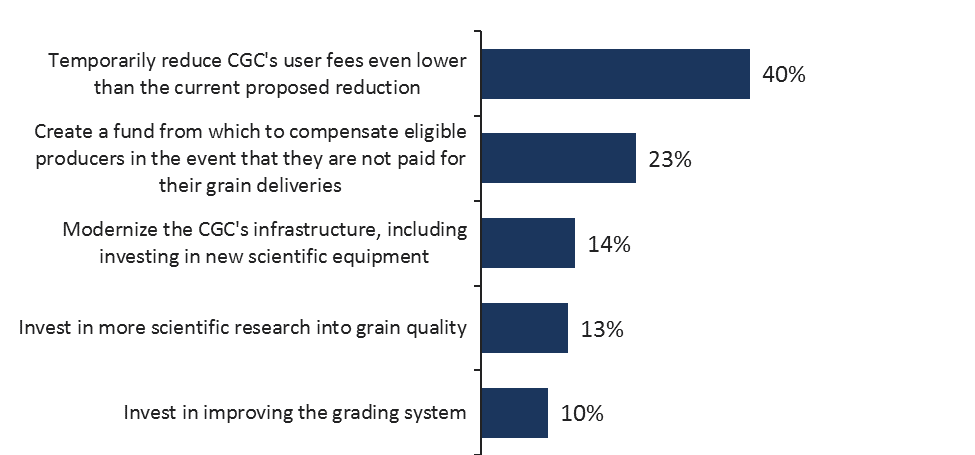 Temporarily reduce CGC's user fees even lower
than the current proposed reduction
40%
Create a fund from which to compensate eligible
producers in the event that they are not paid for
their grain deliveries
23%
Modernize the CGC's infrastructure, including
investing in new scientific equipment
14%
Invest in more scientific research into grain quality
13%
Invest in improving the grading system
10%